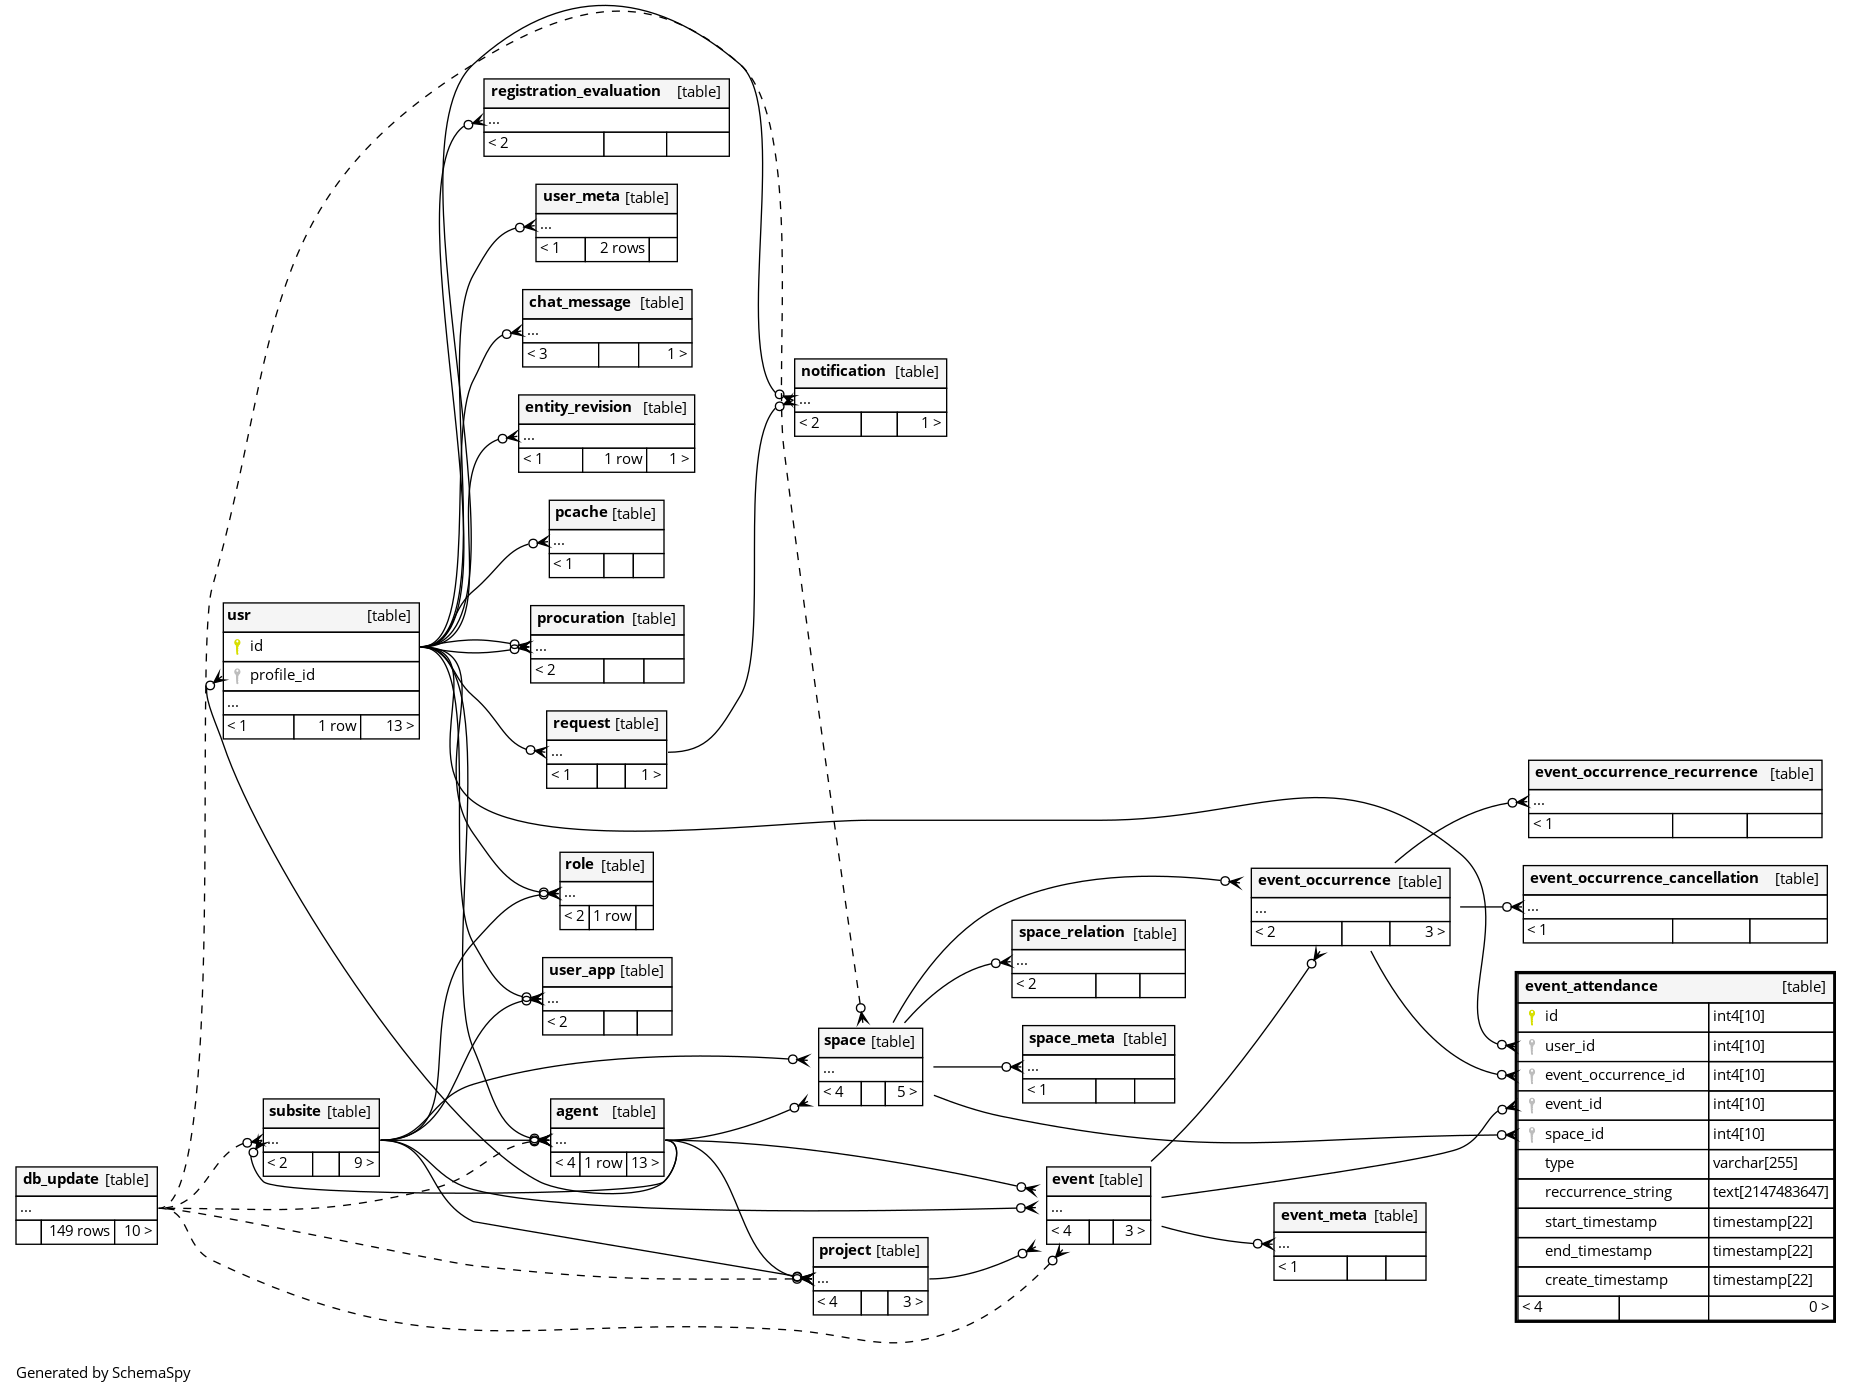 registration_evaluation [table]
...
< 2
user_meta [table]
...
< 1 2 rows
chat_message [table]
...
< 3 1 >
entity_revision [table]
...
< 1 1 row 1 >
notification [table]
...
< 2 1 >
pcache [table]
...
< 1
usr [table]
id
profile_id
...
< 1 1 row 13 >
procuration [table]
...
< 2
request [table]
...
< 1 1 >
role [table]
...
< 2 1 row
user_app [table]
...
< 2
event_occurrence_recurrence [table]
...
< 1
event_occurrence [table]
...
< 2 3 >
event_occurrence_cancellation [table]
...
< 1
space_relation [table]
...
< 2
space [table]
...
< 4 5 >
space_meta [table]
...
< 1
event_attendance [table]
id int4[10]
user_id int4[10]
event_occurrence_id int4[10]
event_id int4[10]
space_id int4[10]
type varchar[255]
reccurrence_string text[2147483647]
start_timestamp timestamp[22]
end_timestamp timestamp[22]
create_timestamp timestamp[22]
< 4 0 >
subsite [table]
...
< 2 9 >
agent [table]
...
< 4 1 row 13 >
db_update [table]
...
149 rows 10 >
event [table]
...
< 4 3 >
event_meta [table]
...
< 1
project [table]
...
< 4 3 >
Generated by SchemaSpy